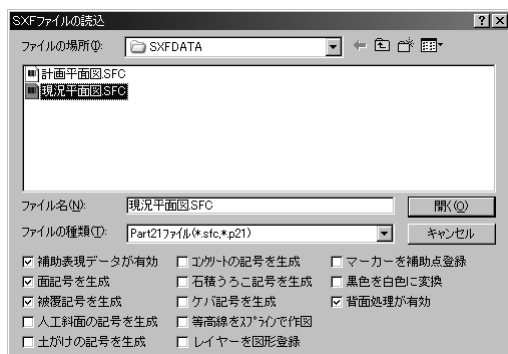 SXFファイルの読込
ファイルの場所(I): SXFDATA
計画平面図.SFC
現況平面図.SFC
ファイル名(N): 現況平面図.SFC 開く(O)
ファイルの種類(T): Part21ファイル(*.sfc,*.p21) キャンセル
補助表現データが有効 コンクリートの記号を生成 マーカーを補助点登録
面記号を生成 石積うろこ記号を生成 黒色を白色に変換
被覆記号を生成 ケバ記号を生成 背面処理が有効
人工斜面の記号を生成 等高線をスプラインで作図
土がけの記号を生成 レイヤーを図形登録